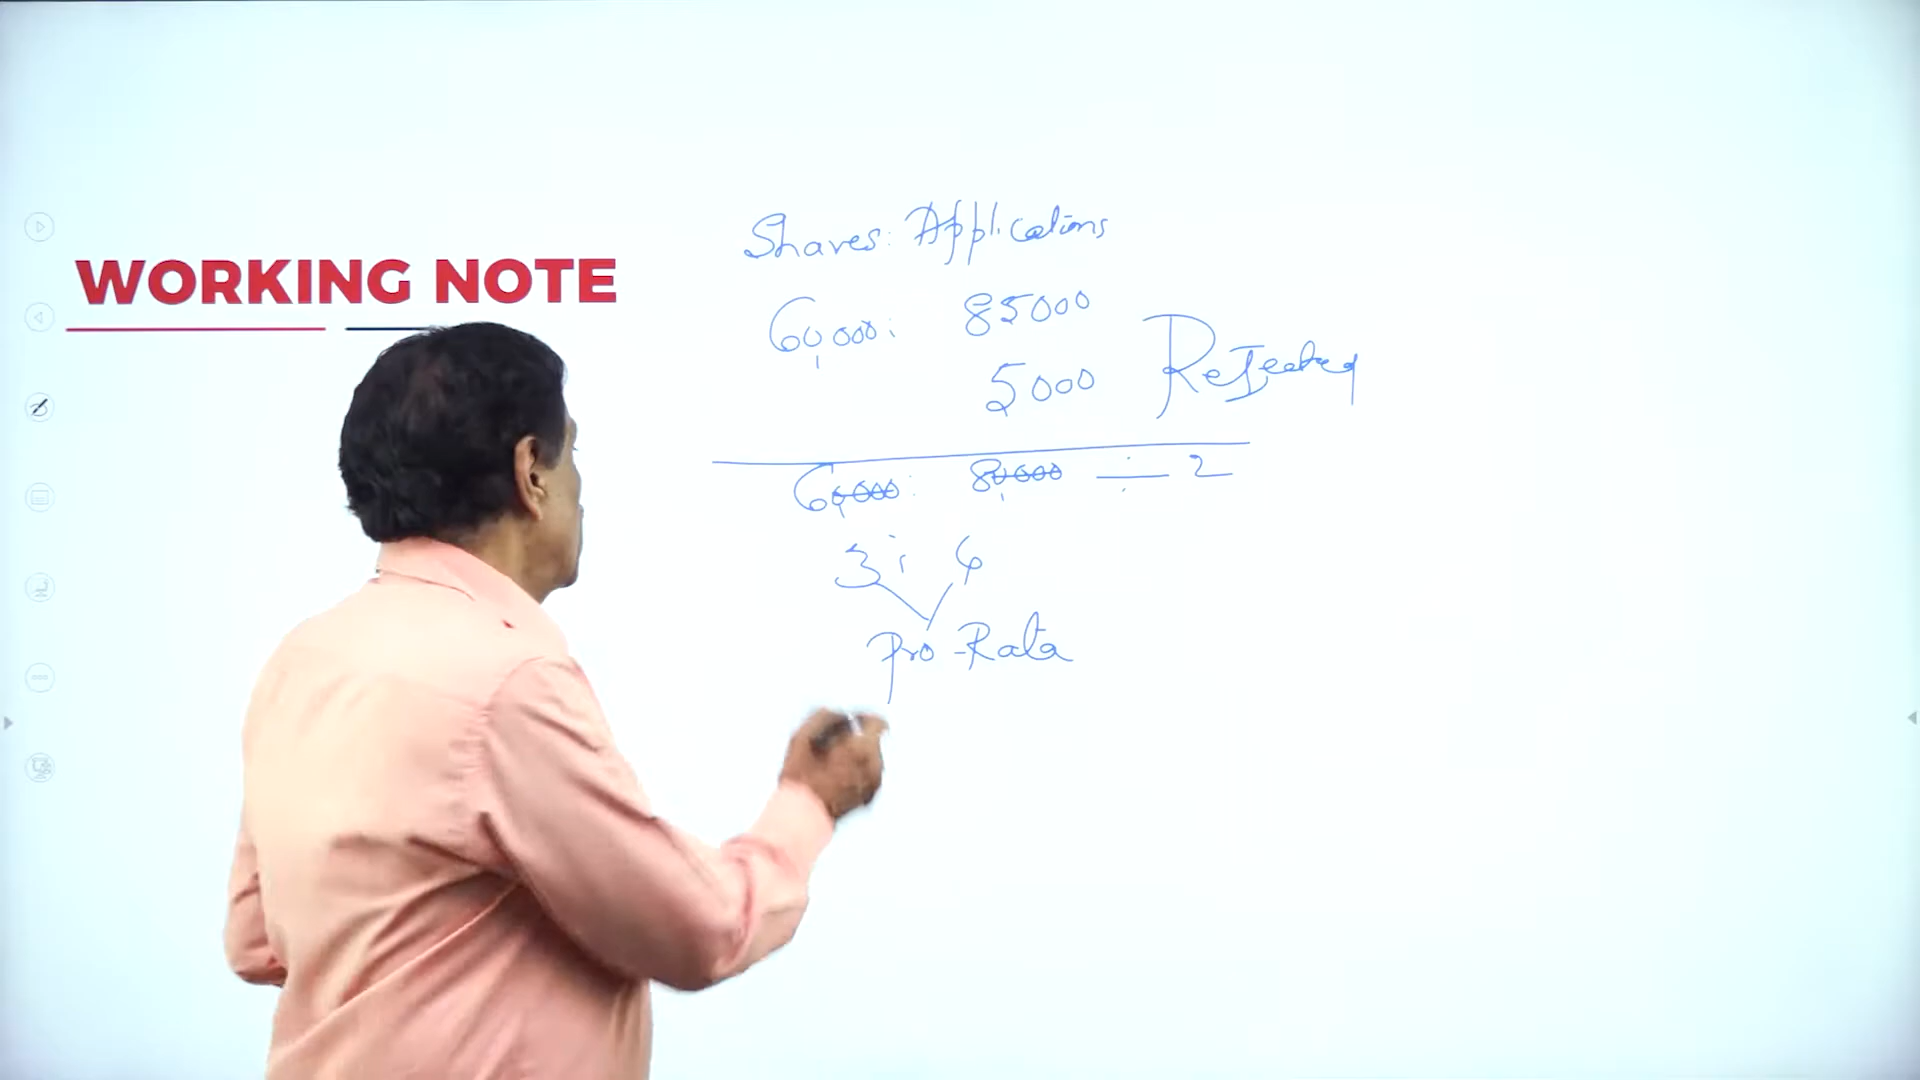 WORKING NOTE
Shares: Applications
60,000: 85000
5000 Rejected
60,000: 80,000 ÷ 2
3: 4
Pro-Rata